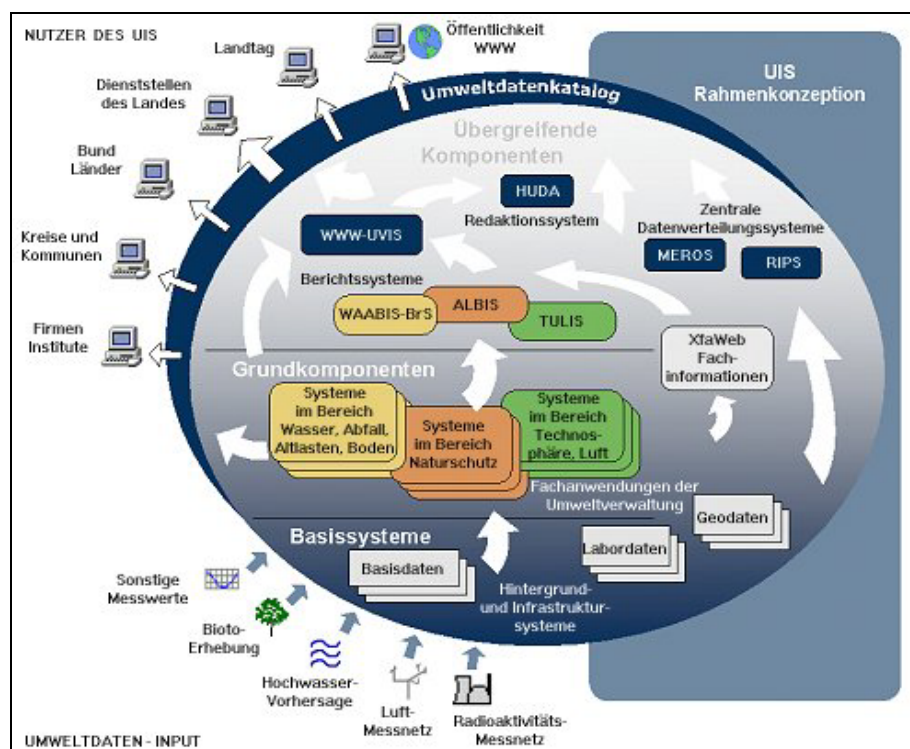 NUTZER DES UIS
Landtag
Öffentlichkeit
WWW
Dienststellen
des Landes
Bund
Länder
Kreise und
Kommunen
Firmen
Institute
Umweltdatenkatalog
UIS
Rahmenkonzeption
Übergreifende
Komponenten
HUDA
Redaktionssystem
Zentrale
Datenverteilungssysteme
MEROS
RIPS
WWW-UVIS
Berichtssysteme
WAABIS-BrS
ALBIS
TULIS
XfaWeb
Fach-
informationen
Grundkomponenten
Systeme
im Bereich
Wasser, Abfall,
Altlasten, Boden
Systeme
im Bereich
Naturschutz
Systeme
im Bereich
Technos-
phäre, Luft
Fachanwendungen der
Umweltverwaltung
Basissysteme
Basisdaten
Labordaten
Geodaten
Hintergrund-
und Infrastruktur-
systeme
Sonstige
Messwerte
Bioto-
Erhebung
Hochwasser-
Vorhersage
Luft-
Messnetz
Radioaktivitäts-
Messnetz
UMWELTDATEN - INPUT